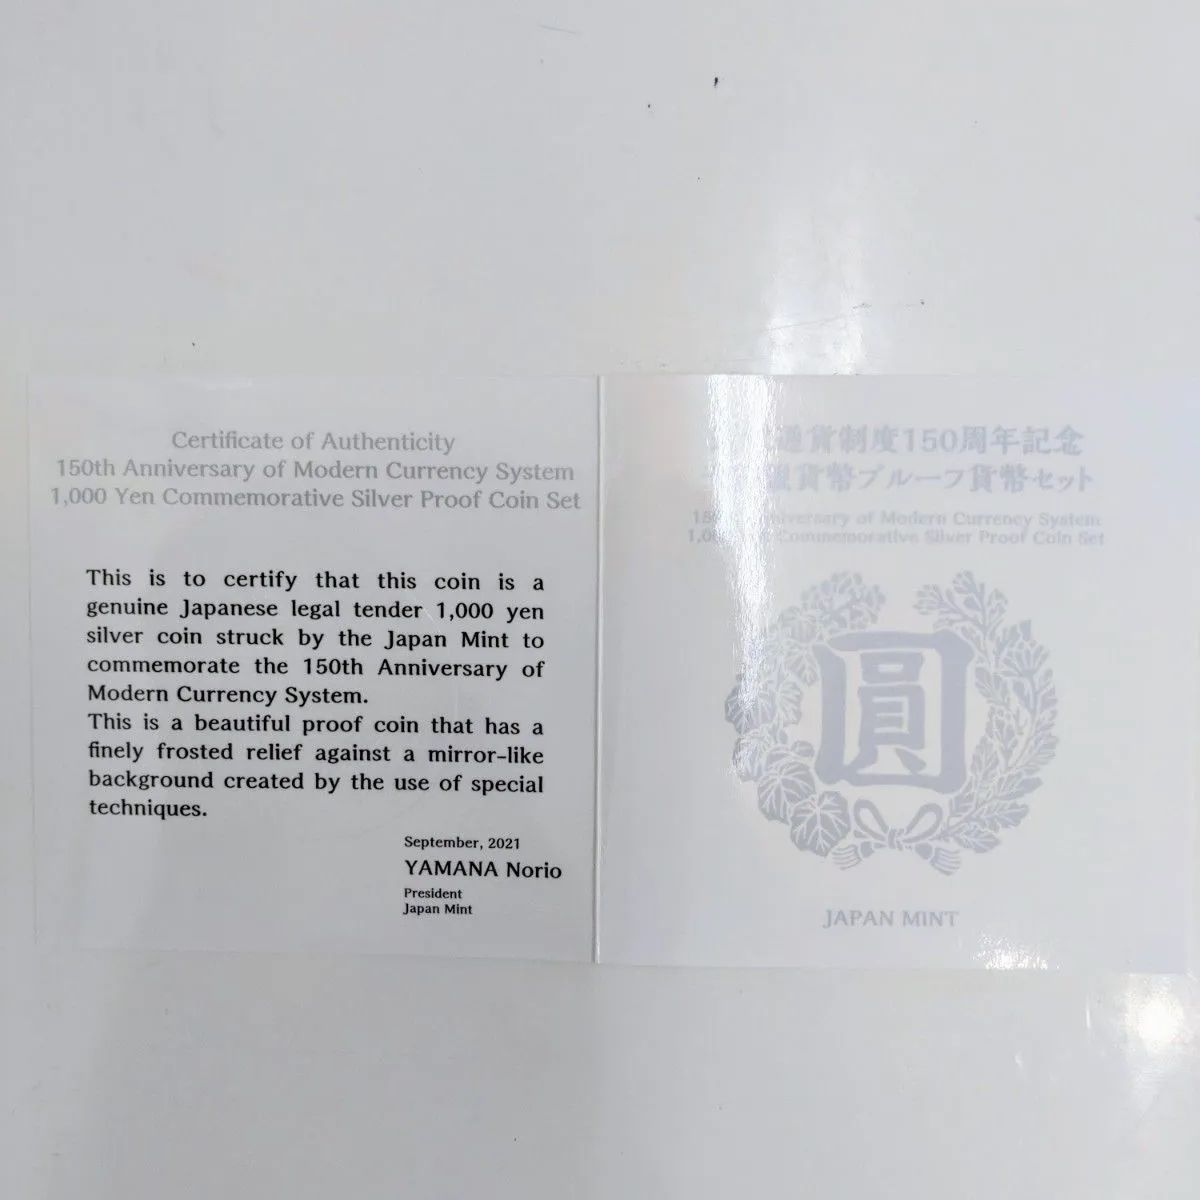 Certificate of Authenticity
150th Anniversary of Modern Currency System
1,000 Yen Commemorative Silver Proof Coin Set
This is to certify that this coin is a
genuine Japanese legal tender 1,000 yen
silver coin struck by the Japan Mint to
commemorate the 150th Anniversary of
Modern Currency System.
This is a beautiful proof coin that has a
finely frosted relief against a mirror-like
background created by the use of special
techniques.
September, 2021
YAMANA Norio
President
Japan Mint
通貨制度150周年記念
貨幣プルーフ貨幣セット
of Modern Currency System
Commemorative Silver Proof Coin Set
圓
JAPAN MINT